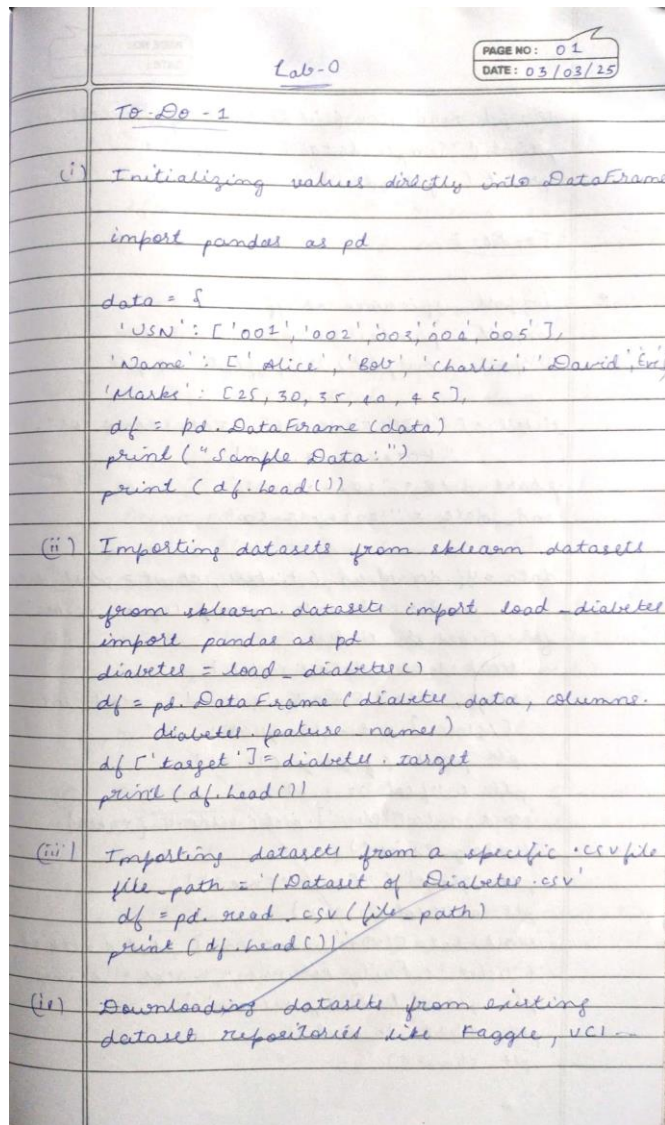 PAGE NO : 01
DATE : 03/03/25
Lab-0
To-Do-1
(i) Initializing values directly into DataFrame
import pandas as pd
data = {
'USN': ['001', '002', '003', '004', '005'],
'Name': ['Alice', 'Bob', 'Charlie', 'David', 'Eve'],
'Marks': [25, 30, 35, 40, 45],
df = pd.DataFrame(data)
print("Sample Data:")
print(df.head())
(ii) Importing datasets from sklearn datasets
from sklearn.datasets import load_diabetes
import pandas as pd
diabetes = load_diabetes()
df = pd.DataFrame(diabetes.data, columns.
diabetes.feature_names)
df['target'] = diabetes.target
print(df.head())
(iii) Importing datasets from a specific .csv file
file_path = '/Dataset of Diabetes.csv'
df = pd.read_csv(file_path)
print(df.head())
Downloading datasets from existing
dataset repositories like Kaggle, UCI